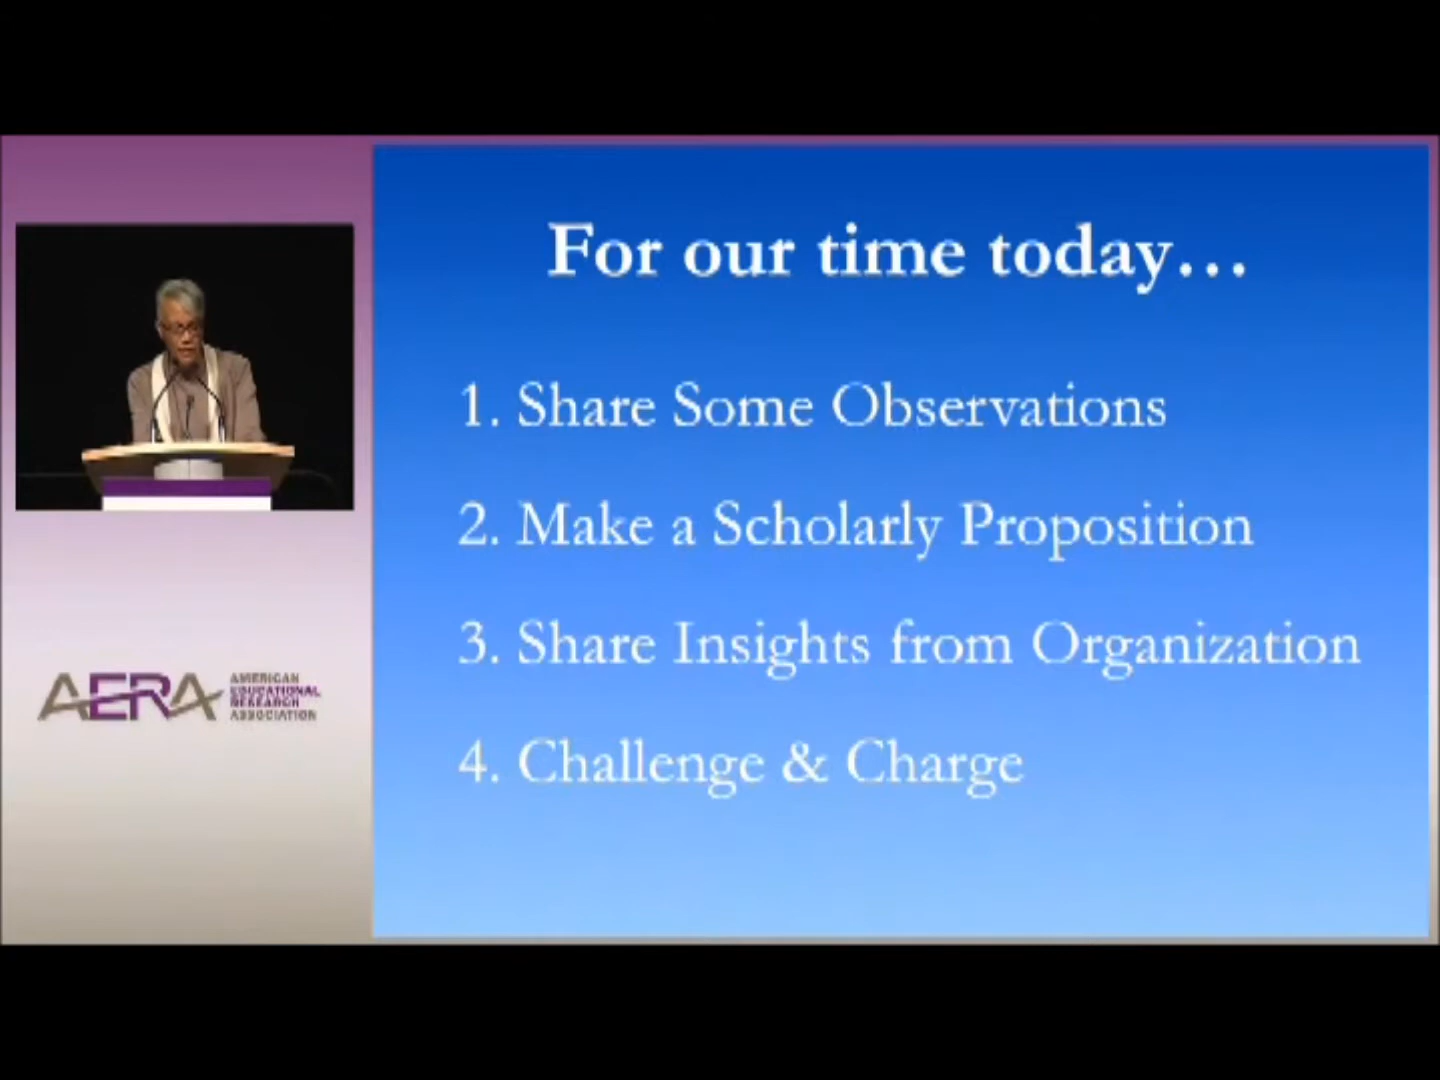 For our time today...
1. Share Some Observations
2. Make a Scholarly Proposition
3. Share Insights from Organization
4. Challenge & Charge
AERA
AMERICAN
EDUCATIONAL
RESEARCH
ASSOCIATION